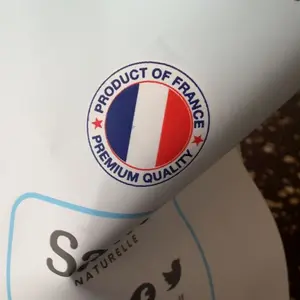 PRODUCT OF FRANCE
PREMIUM QUALITY
NATURELLE